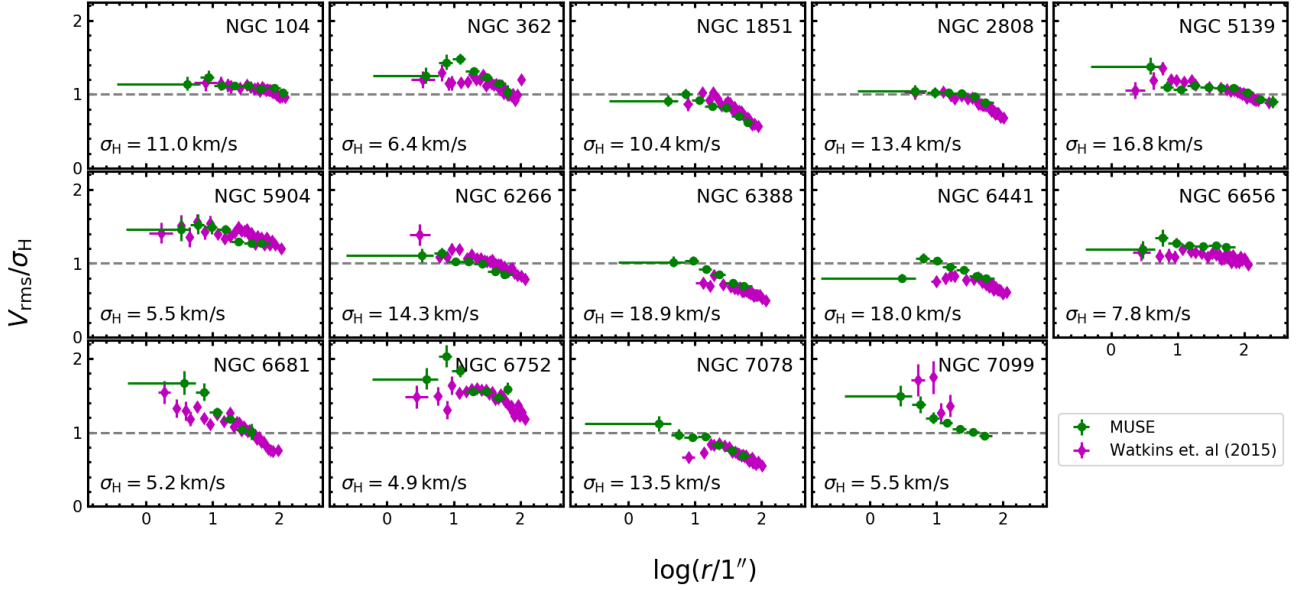 NGC 104
NGC 362
NGC 1851
NGC 2808
NGC 5139
2
1
0
σH = 11.0 km/s
σH = 6.4 km/s
σH = 10.4 km/s
σH = 13.4 km/s
σH = 16.8 km/s
NGC 5904
NGC 6266
NGC 6388
NGC 6441
NGC 6656
2
1
0
σH = 5.5 km/s
σH = 14.3 km/s
σH = 18.9 km/s
σH = 18.0 km/s
σH = 7.8 km/s
0 1 2
Vrms/σH
NGC 6681
NGC 6752
NGC 7078
NGC 7099
2
1
0
σH = 5.2 km/s
σH = 4.9 km/s
σH = 13.5 km/s
σH = 5.5 km/s
MUSE
Watkins et. al (2015)
0 1 2
0 1 2
0 1 2
0 1 2
log(r/1′′)